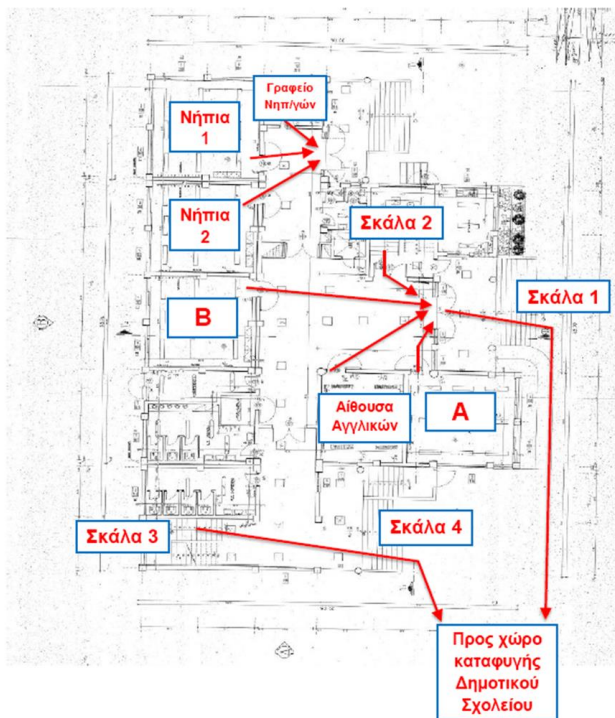 Γραφείο
Νηπ/γών
Νήπια
1
Νήπια
2
Σκάλα 2
Σκάλα 1
Β
Αίθουσα
Αγγλικών
Α
Σκάλα 3
Σκάλα 4
Προς χώρο
καταφυγής
Δημοτικού
Σχολείου